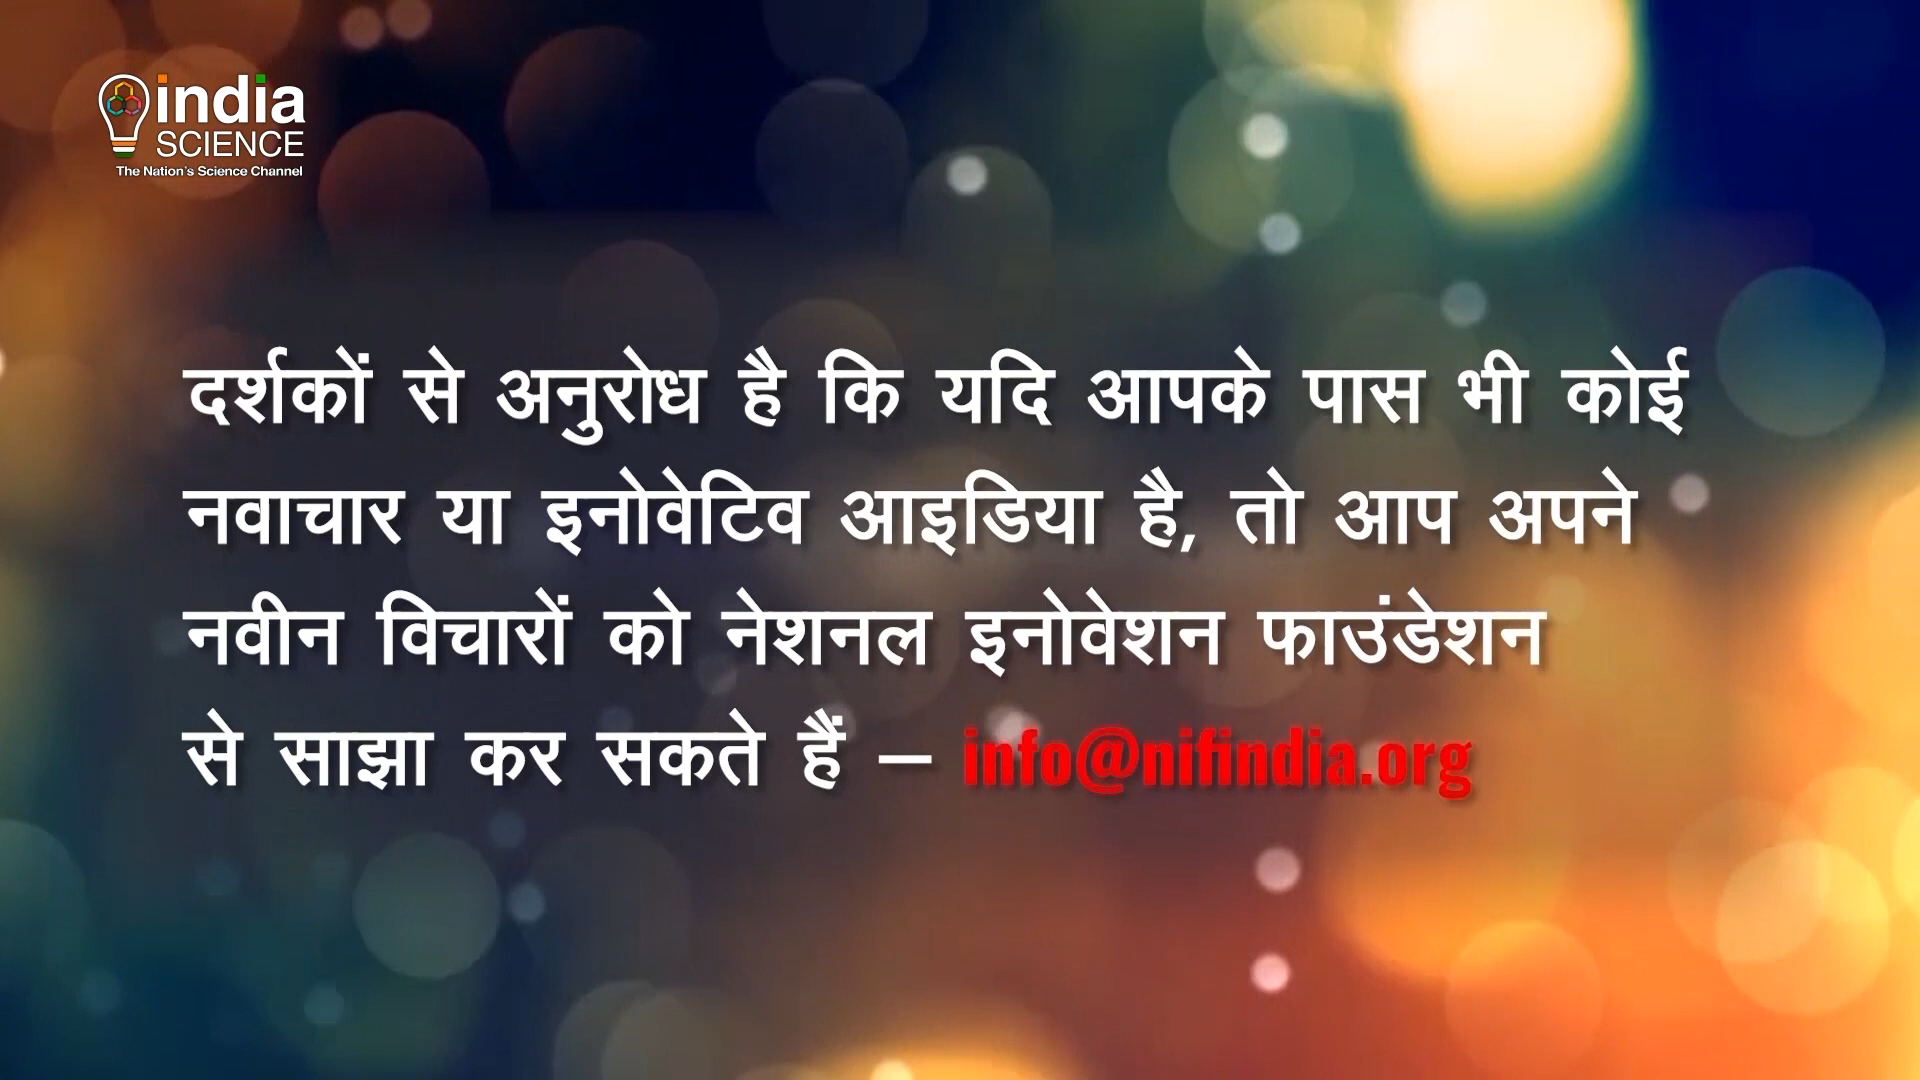 india
SCIENCE
The Nation's Science Channel
दर्शकों से अनुरोध है कि यदि आपके पास भी कोई
नवाचार या इनोवेटिव आइडिया है, तो आप अपने
नवीन विचारों को नेशनल इनोवेशन फाउंडेशन
से साझा कर सकते हैं – info@nifindia.org